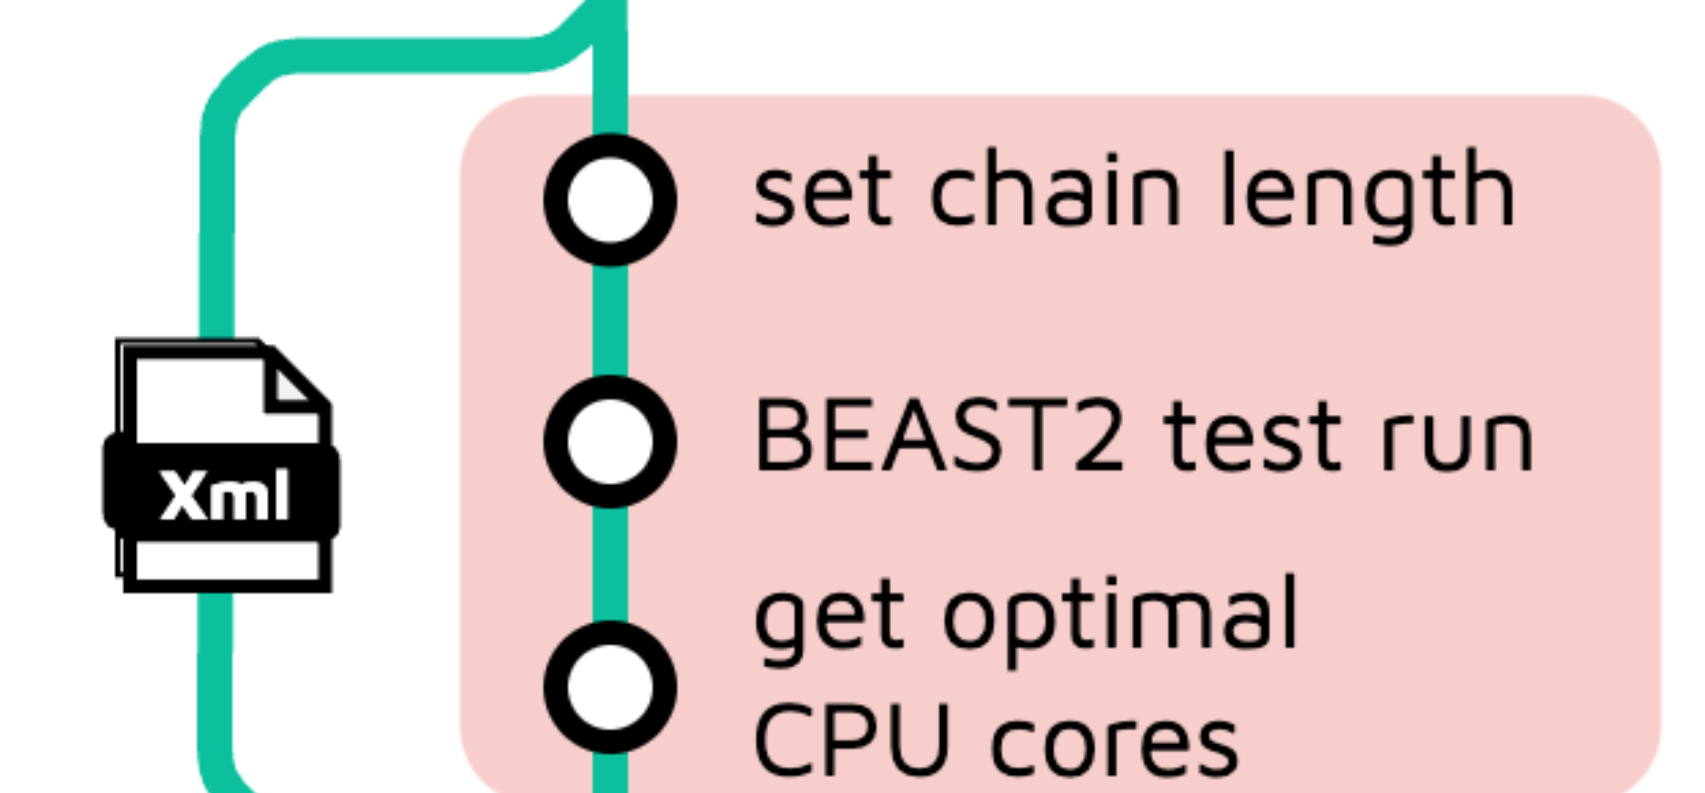 set chain length
BEAST2 test run
Xml
get optimal
CPU cores